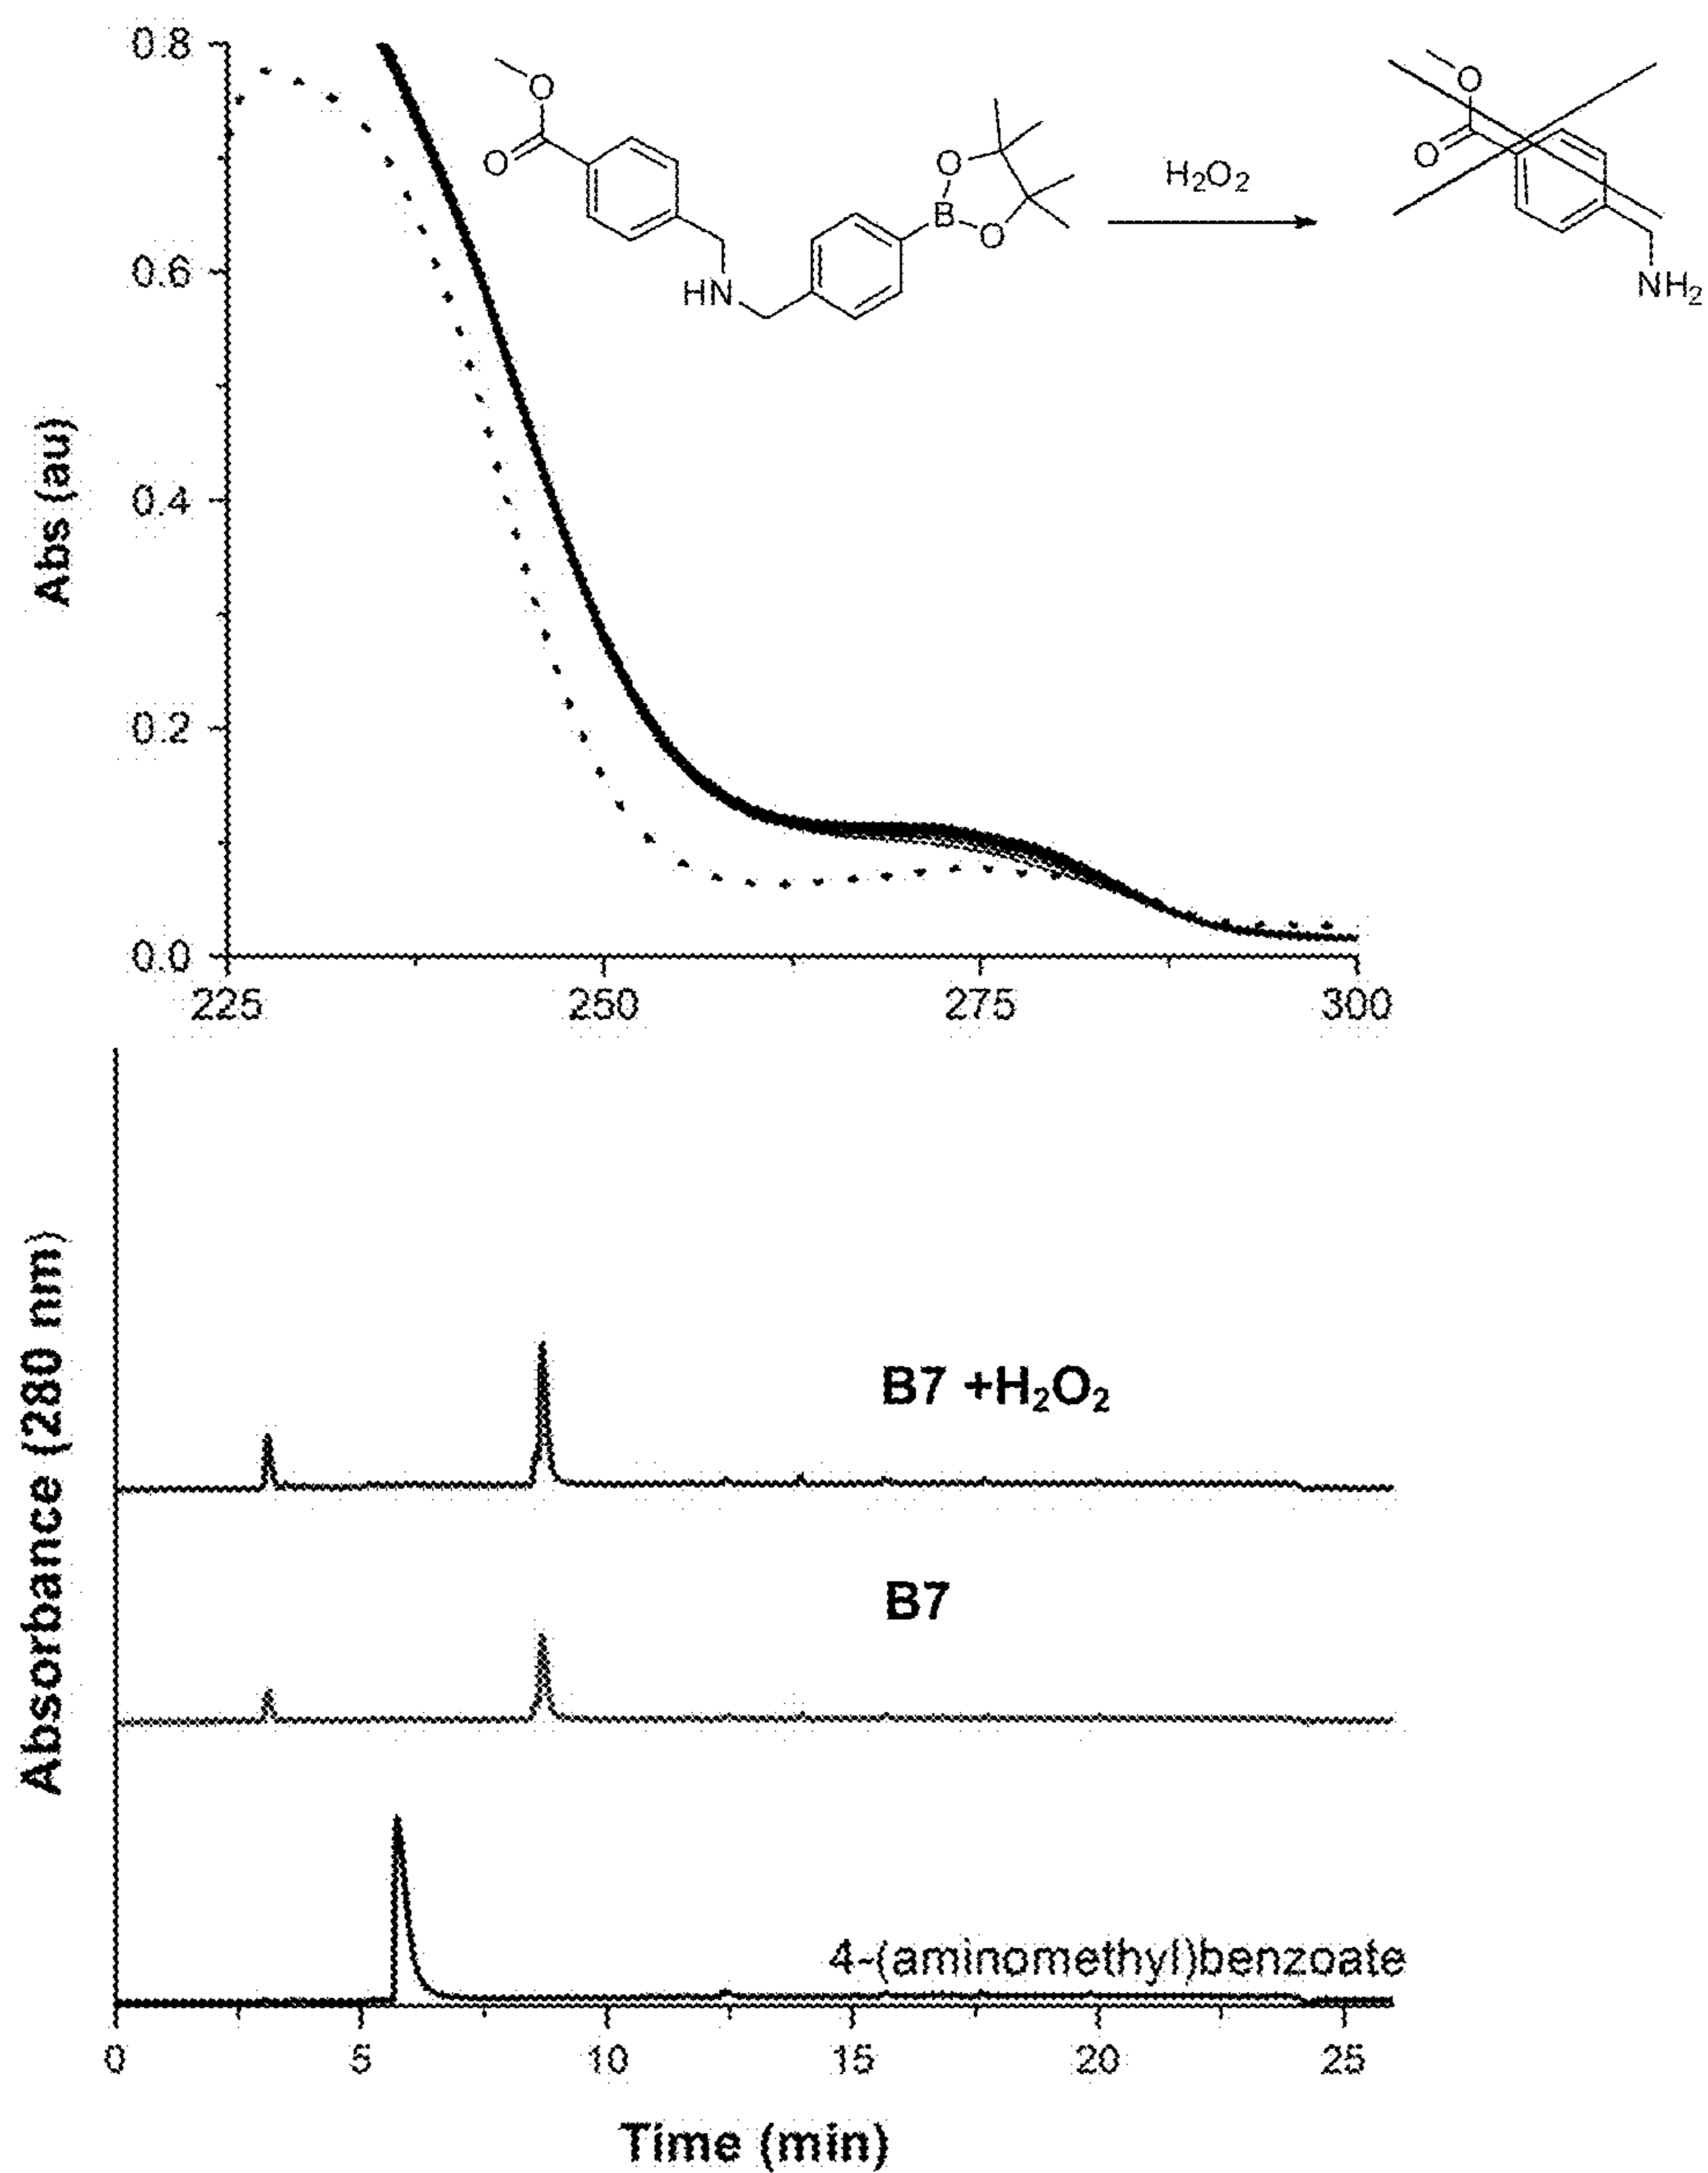 0.8
0.6
0.4
0.2
0.0
Abs (au)
225
250
275
300
O
O
HN
B
O
O
H₂O₂
O
O
NH₂
Absorbance (280 nm)
B7 +H₂O₂
B7
4-(aminomethyl)benzoate
0
5
10
15
20
25
Time (min)